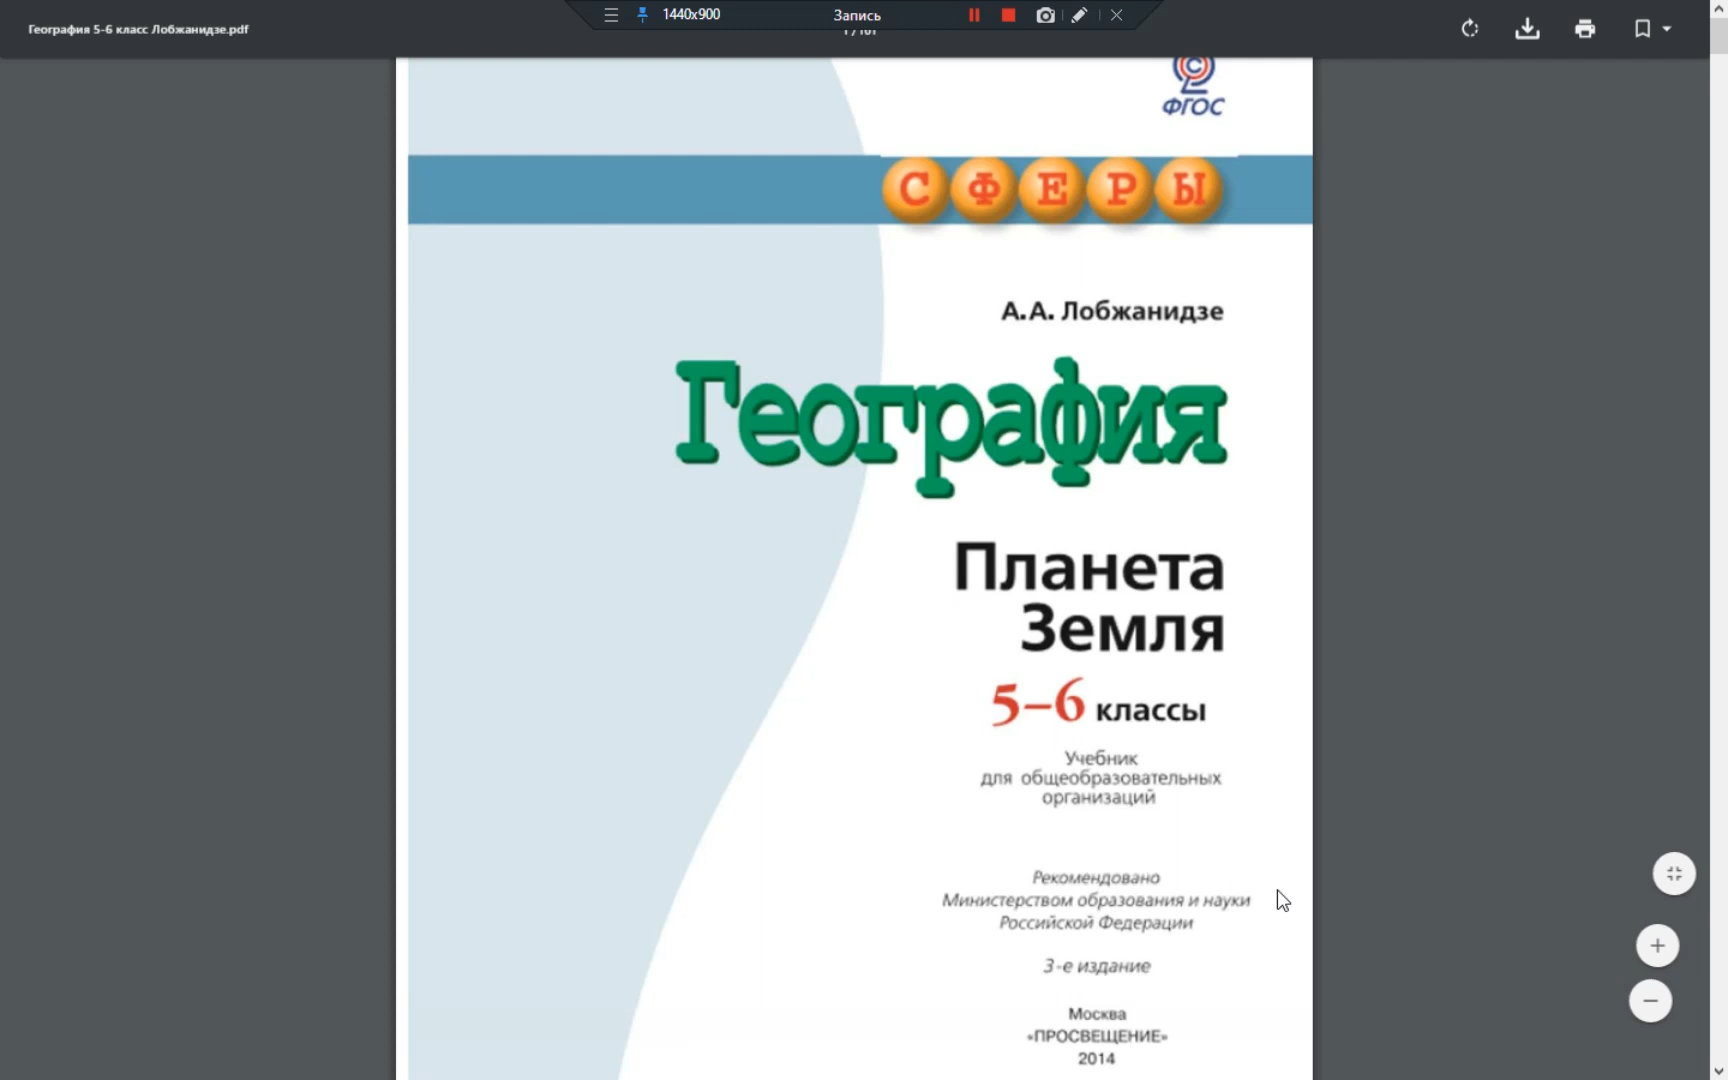 1440x900
Запись
География 5-6 класс Лобжанидзе.pdf
ФГОС
СФЕРЫ
А.А. Лобжанидзе
География
Планета
Земля
5–6 классы
Учебник
для общеобразовательных
организаций
Рекомендовано
Министерством образования и науки
Российской Федерации
3-е издание
Москва
«ПРОСВЕЩЕНИЕ»
2014